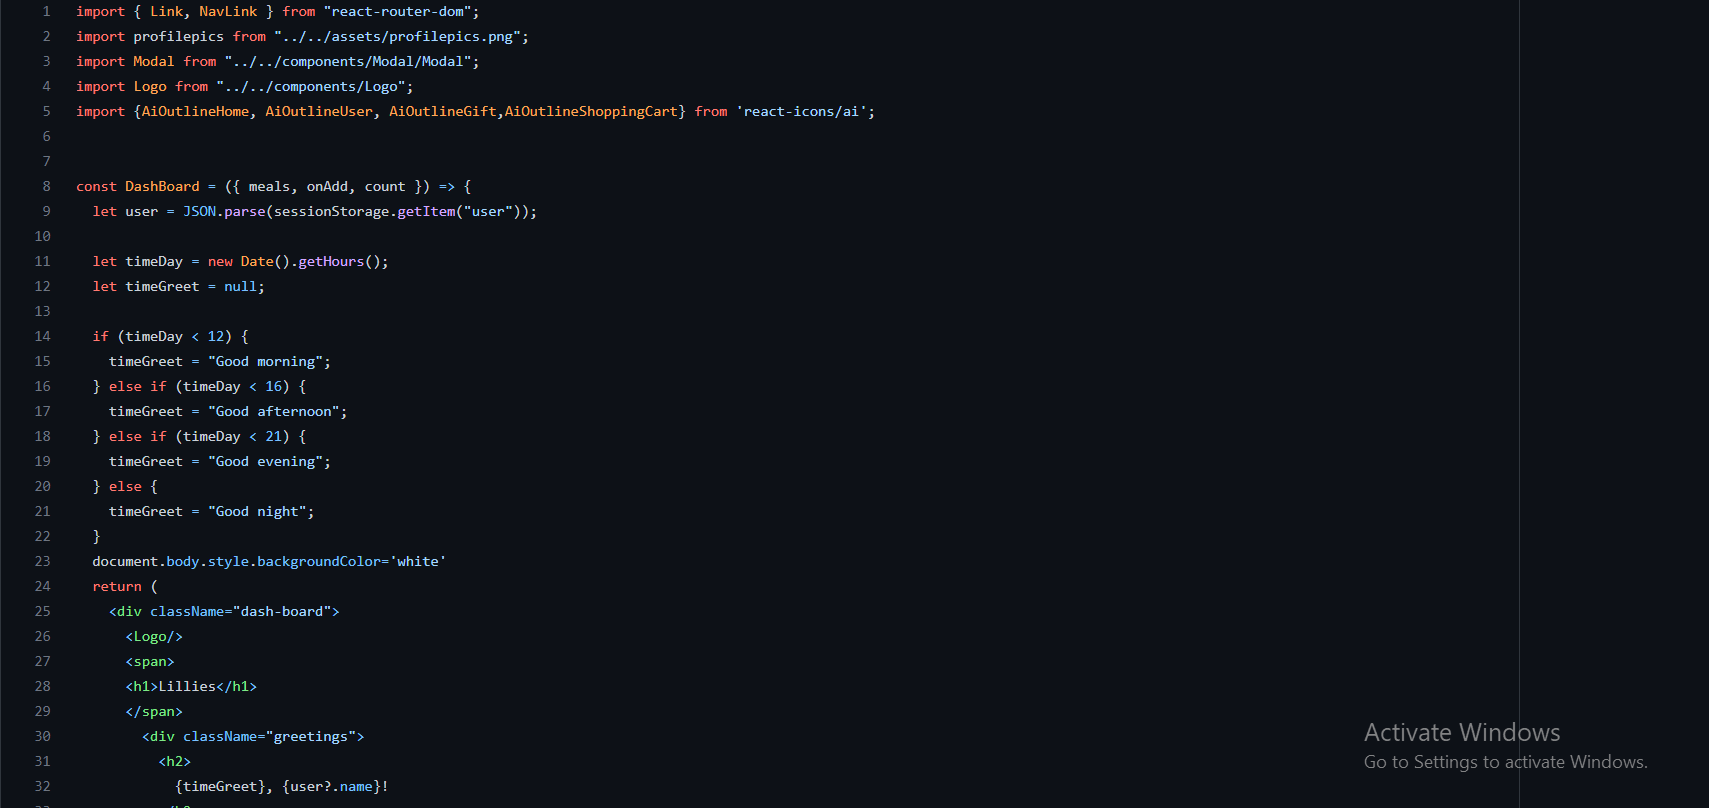 1 import { Link, NavLink } from "react-router-dom";
2 import profilepics from "../../assets/profilepics.png";
3 import Modal from "../../components/Modal/Modal";
4 import Logo from "../../components/Logo";
5 import {AiOutlineHome, AiOutlineUser, AiOutlineGift,AiOutlineShoppingCart} from 'react-icons/ai';
6
7
8 const DashBoard = ({ meals, onAdd, count }) => {
9   let user = JSON.parse(sessionStorage.getItem("user"));
10
11   let timeDay = new Date().getHours();
12   let timeGreet = null;
13
14   if (timeDay < 12) {
15     timeGreet = "Good morning";
16   } else if (timeDay < 16) {
17     timeGreet = "Good afternoon";
18   } else if (timeDay < 21) {
19     timeGreet = "Good evening";
20   } else {
21     timeGreet = "Good night";
22   }
23   document.body.style.backgroundColor='white'
24   return (
25     <div className="dash-board">
26       <Logo/>
27       <span>
28       <h1>Lillies</h1>
29       </span>
30         <div className="greetings">
31           <h2>
32             {timeGreet}, {user?.name}!
Activate Windows
Go to Settings to activate Windows.